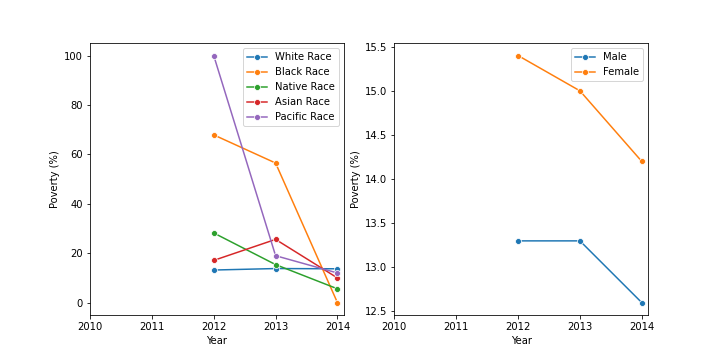 100
80
60
40
20
0
Poverty (%)
2010 2011 2012 2013 2014
Year
White Race
Black Race
Native Race
Asian Race
Pacific Race
15.5
15.0
14.5
14.0
13.5
13.0
12.5
Poverty (%)
2010 2011 2012 2013 2014
Year
Male
Female